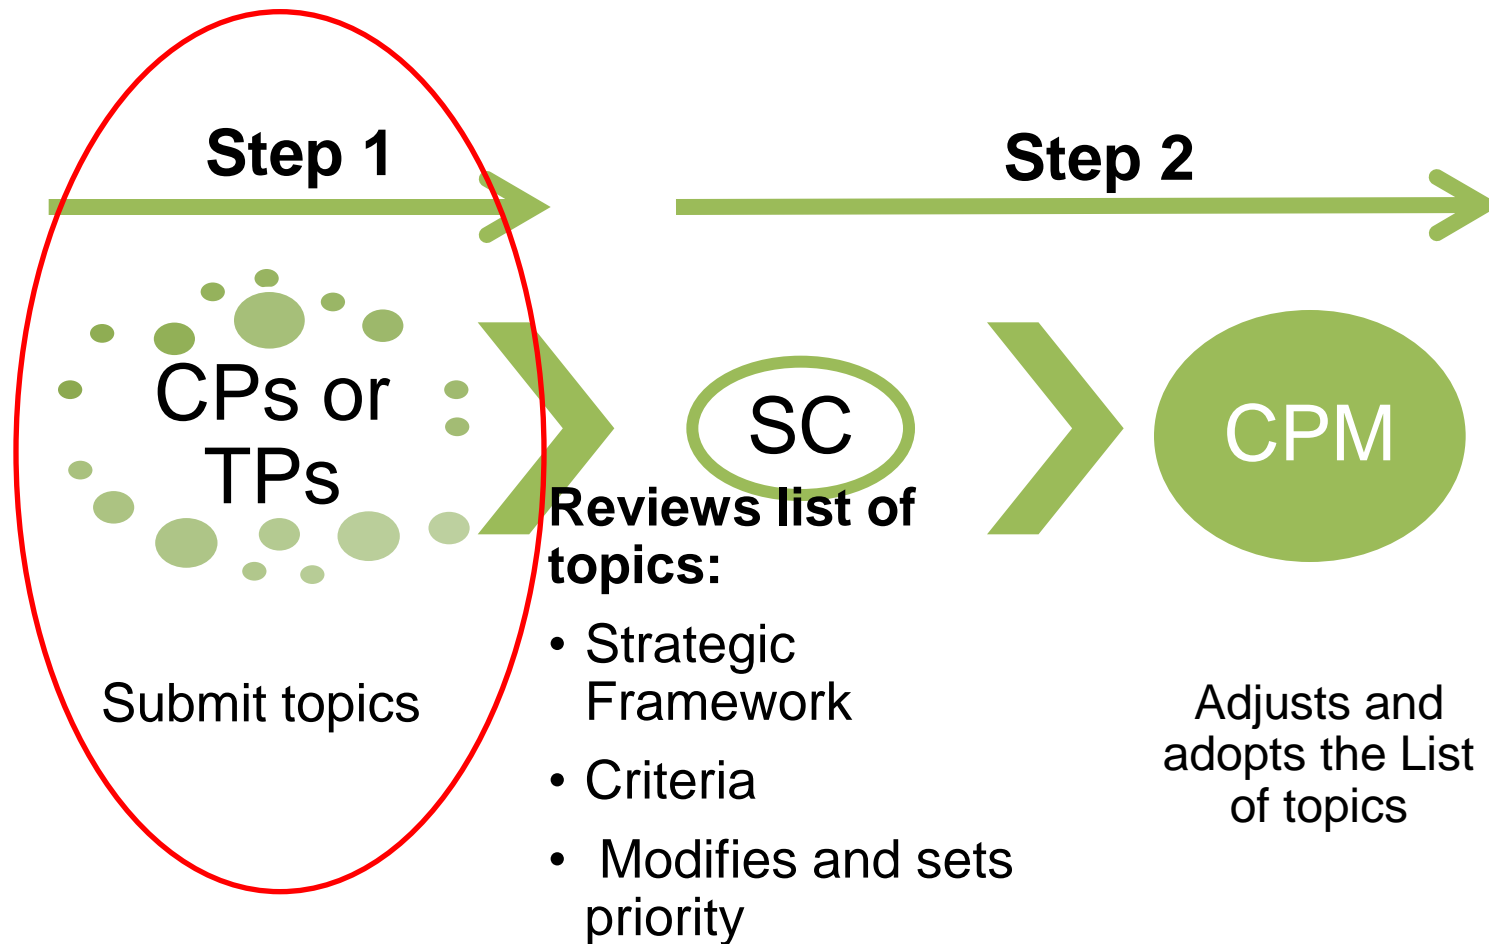 Step 1
Step 2
CPs or
TPs
SC
CPM
Submit topics
Reviews list of
topics:
• Strategic
Framework
• Criteria
• Modifies and sets
priority
Adjusts and
adopts the List
of topics